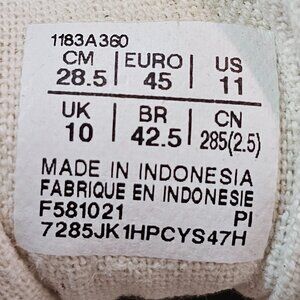 1183A360
CM | EURO | US
28.5 | 45 | 11
UK | BR | CN
10 | 42.5 | 285(2.5)
MADE IN INDONESIA
FABRIQUE EN INDONESIE
F581021 PI
7285JK1HPCYS47H